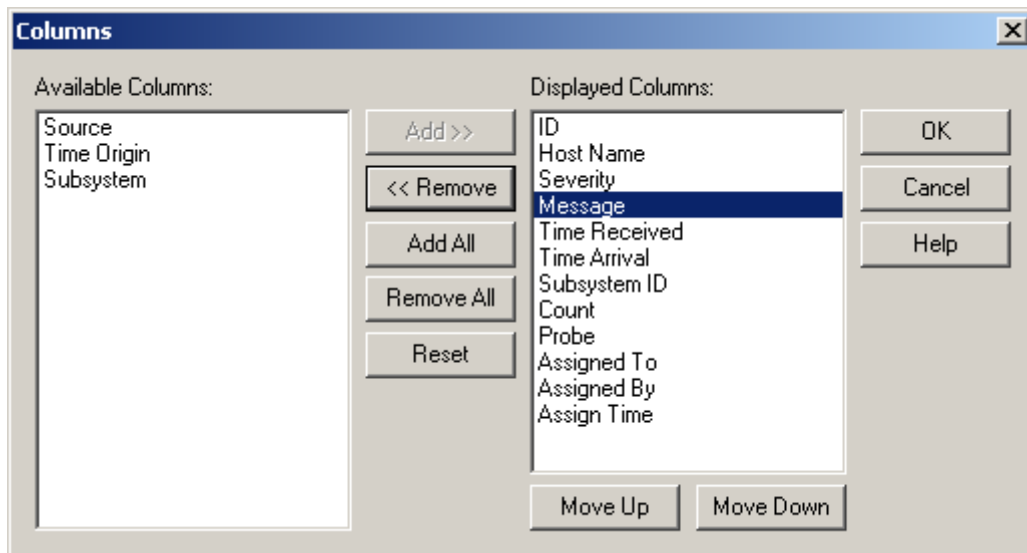 Columns
Available Columns:
Source
Time Origin
Subsystem
Add >>
<< Remove
Add All
Remove All
Reset
Displayed Columns:
ID
Host Name
Severity
Message
Time Received
Time Arrival
Subsystem ID
Count
Probe
Assigned To
Assigned By
Assign Time
Move Up
Move Down
OK
Cancel
Help